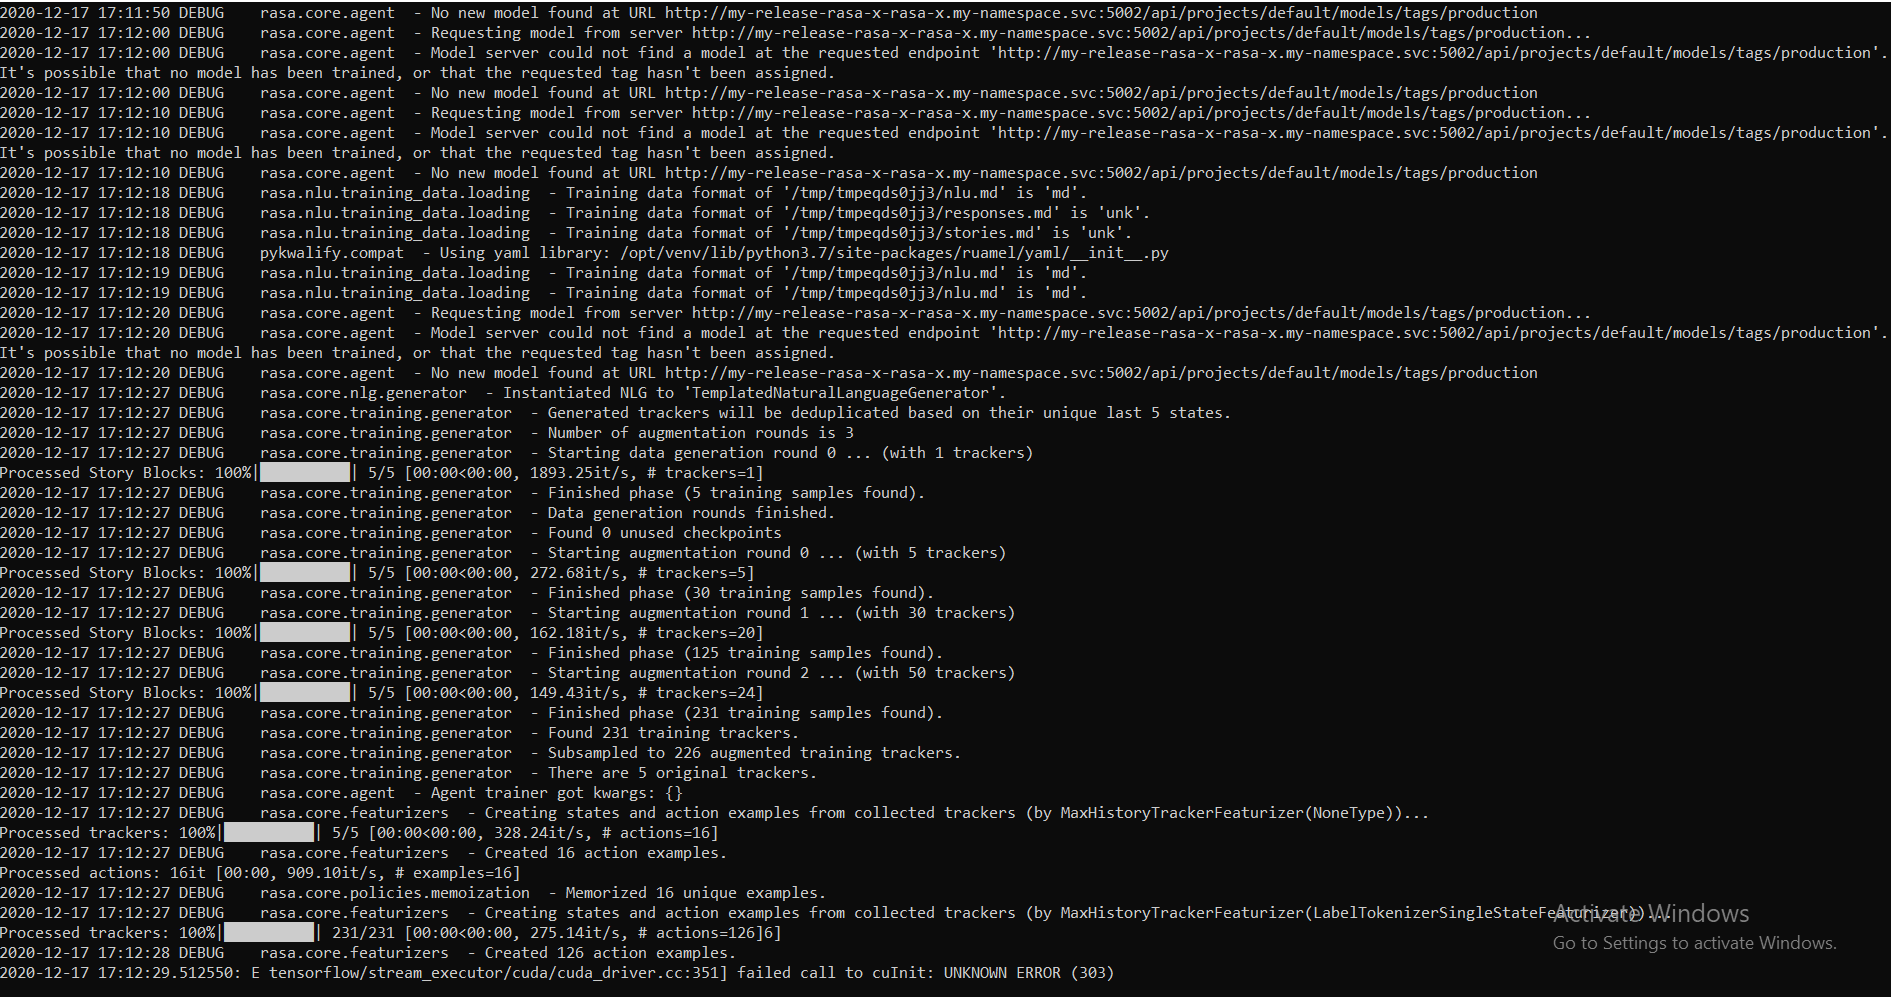 2020-12-17 17:11:50 DEBUG    rasa.core.agent  - No new model found at URL http://my-release-rasa-x-rasa-x.my-namespace.svc:5002/api/projects/default/models/tags/production
2020-12-17 17:12:00 DEBUG    rasa.core.agent  - Requesting model from server http://my-release-rasa-x-rasa-x.my-namespace.svc:5002/api/projects/default/models/tags/production...
2020-12-17 17:12:00 DEBUG    rasa.core.agent  - Model server could not find a model at the requested endpoint 'http://my-release-rasa-x-rasa-x.my-namespace.svc:5002/api/projects/default/models/tags/production'.
It's possible that no model has been trained, or that the requested tag hasn't been assigned.
2020-12-17 17:12:00 DEBUG    rasa.core.agent  - No new model found at URL http://my-release-rasa-x-rasa-x.my-namespace.svc:5002/api/projects/default/models/tags/production
2020-12-17 17:12:10 DEBUG    rasa.core.agent  - Requesting model from server http://my-release-rasa-x-rasa-x.my-namespace.svc:5002/api/projects/default/models/tags/production...
2020-12-17 17:12:10 DEBUG    rasa.core.agent  - Model server could not find a model at the requested endpoint 'http://my-release-rasa-x-rasa-x.my-namespace.svc:5002/api/projects/default/models/tags/production'.
It's possible that no model has been trained, or that the requested tag hasn't been assigned.
2020-12-17 17:12:10 DEBUG    rasa.core.agent  - No new model found at URL http://my-release-rasa-x-rasa-x.my-namespace.svc:5002/api/projects/default/models/tags/production
2020-12-17 17:12:18 DEBUG    rasa.nlu.training_data.loading  - Training data format of '/tmp/tmpeqds0jj3/nlu.md' is 'md'.
2020-12-17 17:12:18 DEBUG    rasa.nlu.training_data.loading  - Training data format of '/tmp/tmpeqds0jj3/responses.md' is 'unk'.
2020-12-17 17:12:18 DEBUG    rasa.nlu.training_data.loading  - Training data format of '/tmp/tmpeqds0jj3/stories.md' is 'unk'.
2020-12-17 17:12:18 DEBUG    pykwalify.compat  - Using yaml library: /opt/venv/lib/python3.7/site-packages/ruamel/yaml/__init__.py
2020-12-17 17:12:19 DEBUG    rasa.nlu.training_data.loading  - Training data format of '/tmp/tmpeqds0jj3/nlu.md' is 'md'.
2020-12-17 17:12:19 DEBUG    rasa.nlu.training_data.loading  - Training data format of '/tmp/tmpeqds0jj3/nlu.md' is 'md'.
2020-12-17 17:12:20 DEBUG    rasa.core.agent  - Requesting model from server http://my-release-rasa-x-rasa-x.my-namespace.svc:5002/api/projects/default/models/tags/production...
2020-12-17 17:12:20 DEBUG    rasa.core.agent  - Model server could not find a model at the requested endpoint 'http://my-release-rasa-x-rasa-x.my-namespace.svc:5002/api/projects/default/models/tags/production'.
It's possible that no model has been trained, or that the requested tag hasn't been assigned.
2020-12-17 17:12:20 DEBUG    rasa.core.agent  - No new model found at URL http://my-release-rasa-x-rasa-x.my-namespace.svc:5002/api/projects/default/models/tags/production
2020-12-17 17:12:27 DEBUG    rasa.core.nlg.generator  - Instantiated NLG to 'TemplatedNaturalLanguageGenerator'.
2020-12-17 17:12:27 DEBUG    rasa.core.training.generator  - Generated trackers will be deduplicated based on their unique last 5 states.
2020-12-17 17:12:27 DEBUG    rasa.core.training.generator  - Number of augmentation rounds is 3
2020-12-17 17:12:27 DEBUG    rasa.core.training.generator  - Starting data generation round 0 ... (with 1 trackers)
Processed Story Blocks: 100%|██████████| 5/5 [00:00<00:00, 1893.25it/s, # trackers=1]
2020-12-17 17:12:27 DEBUG    rasa.core.training.generator  - Finished phase (5 training samples found).
2020-12-17 17:12:27 DEBUG    rasa.core.training.generator  - Data generation rounds finished.
2020-12-17 17:12:27 DEBUG    rasa.core.training.generator  - Found 0 unused checkpoints
2020-12-17 17:12:27 DEBUG    rasa.core.training.generator  - Starting augmentation round 0 ... (with 5 trackers)
Processed Story Blocks: 100%|██████████| 5/5 [00:00<00:00, 272.68it/s, # trackers=5]
2020-12-17 17:12:27 DEBUG    rasa.core.training.generator  - Finished phase (30 training samples found).
2020-12-17 17:12:27 DEBUG    rasa.core.training.generator  - Starting augmentation round 1 ... (with 30 trackers)
Processed Story Blocks: 100%|██████████| 5/5 [00:00<00:00, 162.18it/s, # trackers=20]
2020-12-17 17:12:27 DEBUG    rasa.core.training.generator  - Finished phase (125 training samples found).
2020-12-17 17:12:27 DEBUG    rasa.core.training.generator  - Starting augmentation round 2 ... (with 50 trackers)
Processed Story Blocks: 100%|██████████| 5/5 [00:00<00:00, 149.43it/s, # trackers=24]
2020-12-17 17:12:27 DEBUG    rasa.core.training.generator  - Finished phase (231 training samples found).
2020-12-17 17:12:27 DEBUG    rasa.core.training.generator  - Found 231 training trackers.
2020-12-17 17:12:27 DEBUG    rasa.core.training.generator  - Subsampled to 226 augmented training trackers.
2020-12-17 17:12:27 DEBUG    rasa.core.training.generator  - There are 5 original trackers.
2020-12-17 17:12:27 DEBUG    rasa.core.agent  - Agent trainer got kwargs: {}
2020-12-17 17:12:27 DEBUG    rasa.core.featurizers  - Creating states and action examples from collected trackers (by MaxHistoryTrackerFeaturizer(NoneType))...
Processed trackers: 100%|██████████| 5/5 [00:00<00:00, 328.24it/s, # actions=16]
2020-12-17 17:12:27 DEBUG    rasa.core.featurizers  - Created 16 action examples.
Processed actions: 16it [00:00, 909.10it/s, # examples=16]
2020-12-17 17:12:27 DEBUG    rasa.core.policies.memoization  - Memorized 16 unique examples.
2020-12-17 17:12:27 DEBUG    rasa.core.featurizers  - Creating states and action examples from collected trackers (by MaxHistoryTrackerFeaturizer(LabelTokenizerSingleStateFeaturizer))...
Processed trackers: 100%|██████████| 231/231 [00:00<00:00, 275.14it/s, # actions=126]6]
2020-12-17 17:12:28 DEBUG    rasa.core.featurizers  - Created 126 action examples.
2020-12-17 17:12:29.512550: E tensorflow/stream_executor/cuda/cuda_driver.cc:351] failed call to cuInit: UNKNOWN ERROR (303)
Activate Windows
Go to Settings to activate Windows.